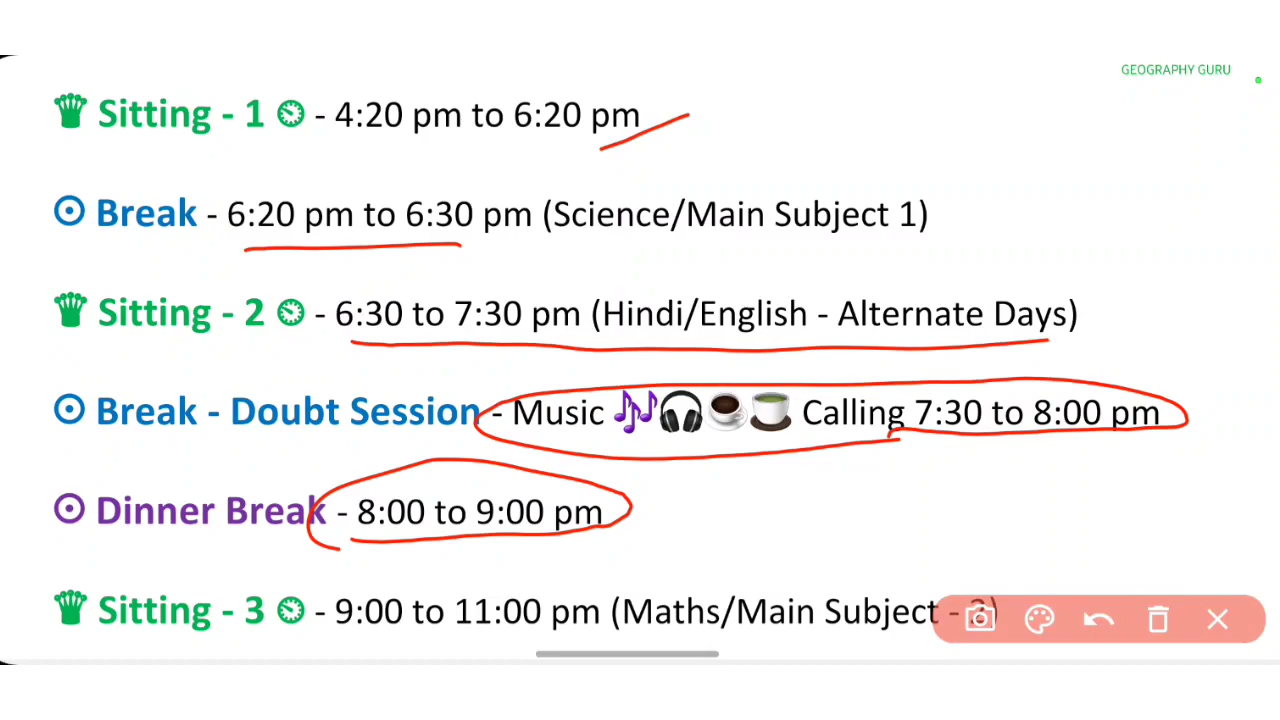 GEOGRAPHY GURU
Sitting - 1 - 4:20 pm to 6:20 pm
Break - 6:20 pm to 6:30 pm (Science/Main Subject 1)
Sitting - 2 - 6:30 to 7:30 pm (Hindi/English - Alternate Days)
Break - Doubt Session - Music Calling 7:30 to 8:00 pm
Dinner Break - 8:00 to 9:00 pm
Sitting - 3 - 9:00 to 11:00 pm (Maths/Main Subject - 2)